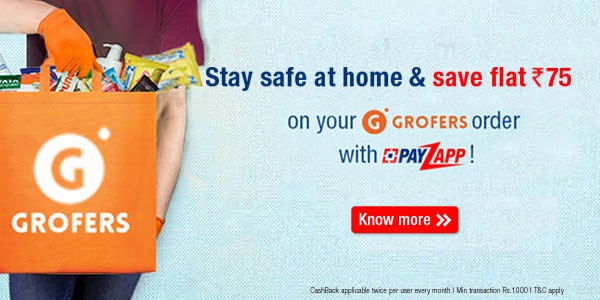 Stay safe at home & save flat ₹75
on your G GROFERS order
with PAYZAPP!
Know more >>
G
GROFERS
CashBack applicable twice per user every month I Min transaction Rs.1000 I T&C apply